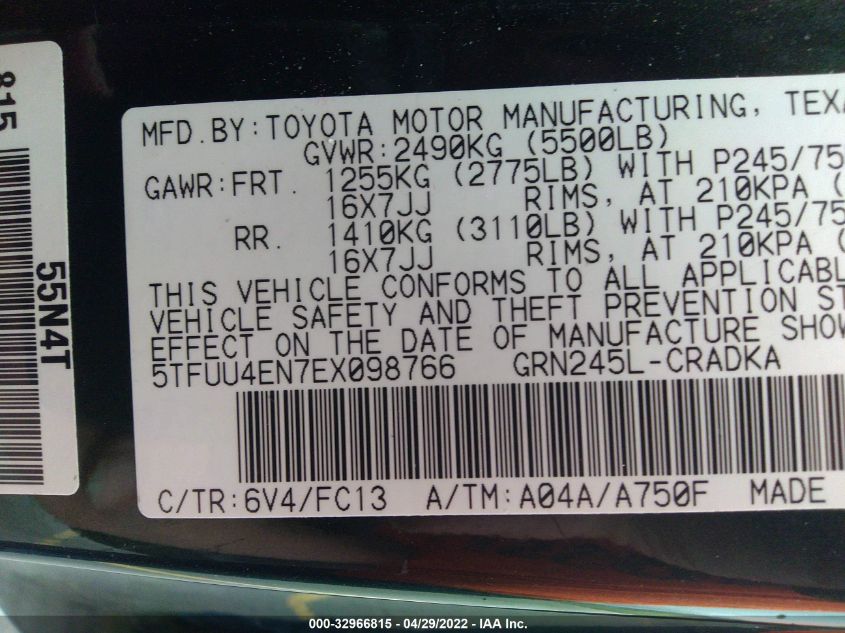 815
55N4T
MFD.BY:TOYOTA MOTOR MANUFACTURING, TEXA
GVWR:2490KG (5500LB)
GAWR:FRT. 1255KG (2775LB) WITH P245/75
16X7JJ RIMS, AT 210KPA (
RR. 1410KG (3110LB) WITH P245/75
16X7JJ RIMS, AT 210KPA (
THIS VEHICLE CONFORMS TO ALL APPLICABL
VEHICLE SAFETY AND THEFT PREVENTION ST
EFFECT ON THE DATE OF MANUFACTURE SHOW
5TFUU4EN7EX098766 GRN245L-CRADKA
C/TR:6V4/FC13 A/TM:A04A/A750F MADE
000-32966815 / 04/29/2022 - IAA Inc.